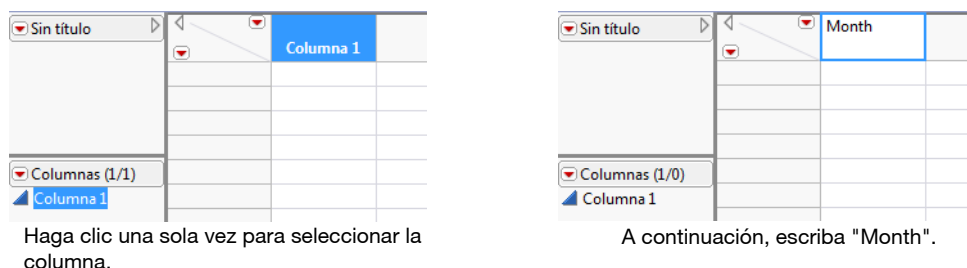 Sin título
Columna 1
Columnas (1/1)
Columna 1
Haga clic una sola vez para seleccionar la
columna.
Sin título
Month
Columnas (1/0)
Columna 1
A continuación, escriba "Month".